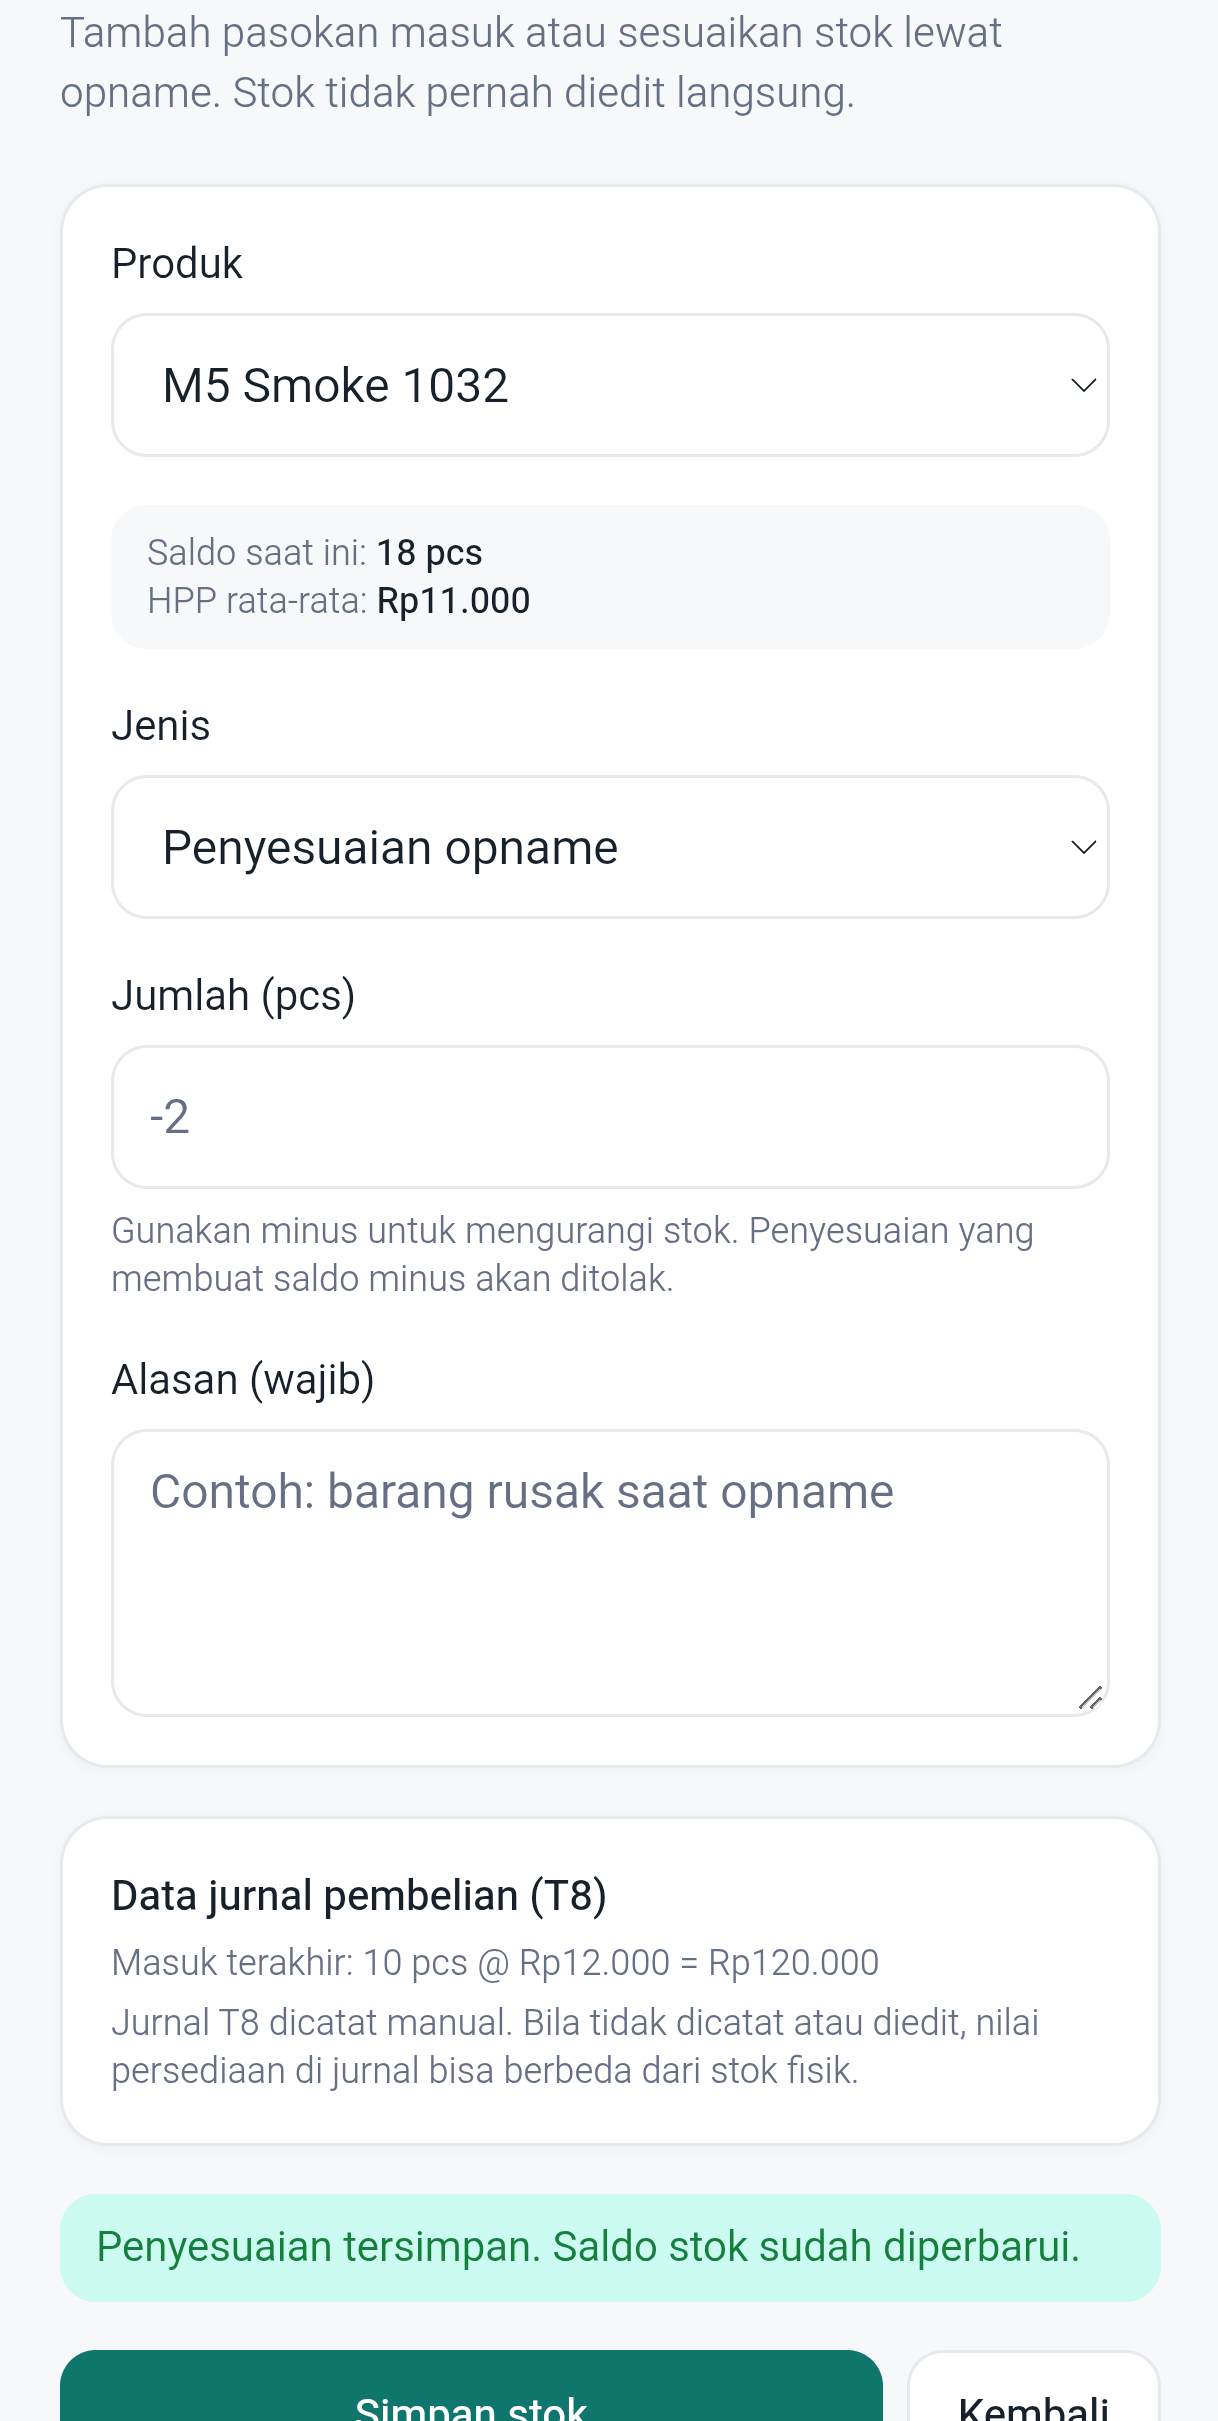 Tambah pasokan masuk atau sesuaikan stok lewat
opname. Stok tidak pernah diedit langsung.
Produk
M5 Smoke 1032
Saldo saat ini: 18 pcs
HPP rata-rata: Rp11.000
Jenis
Penyesuaian opname
Jumlah (pcs)
-2
Gunakan minus untuk mengurangi stok. Penyesuaian yang
membuat saldo minus akan ditolak.
Alasan (wajib)
Contoh: barang rusak saat opname
Data jurnal pembelian (T8)
Masuk terakhir: 10 pcs @ Rp12.000 = Rp120.000
Jurnal T8 dicatat manual. Bila tidak dicatat atau diedit, nilai
persediaan di jurnal bisa berbeda dari stok fisik.
Penyesuaian tersimpan. Saldo stok sudah diperbarui.
Simpan stok
Kembali